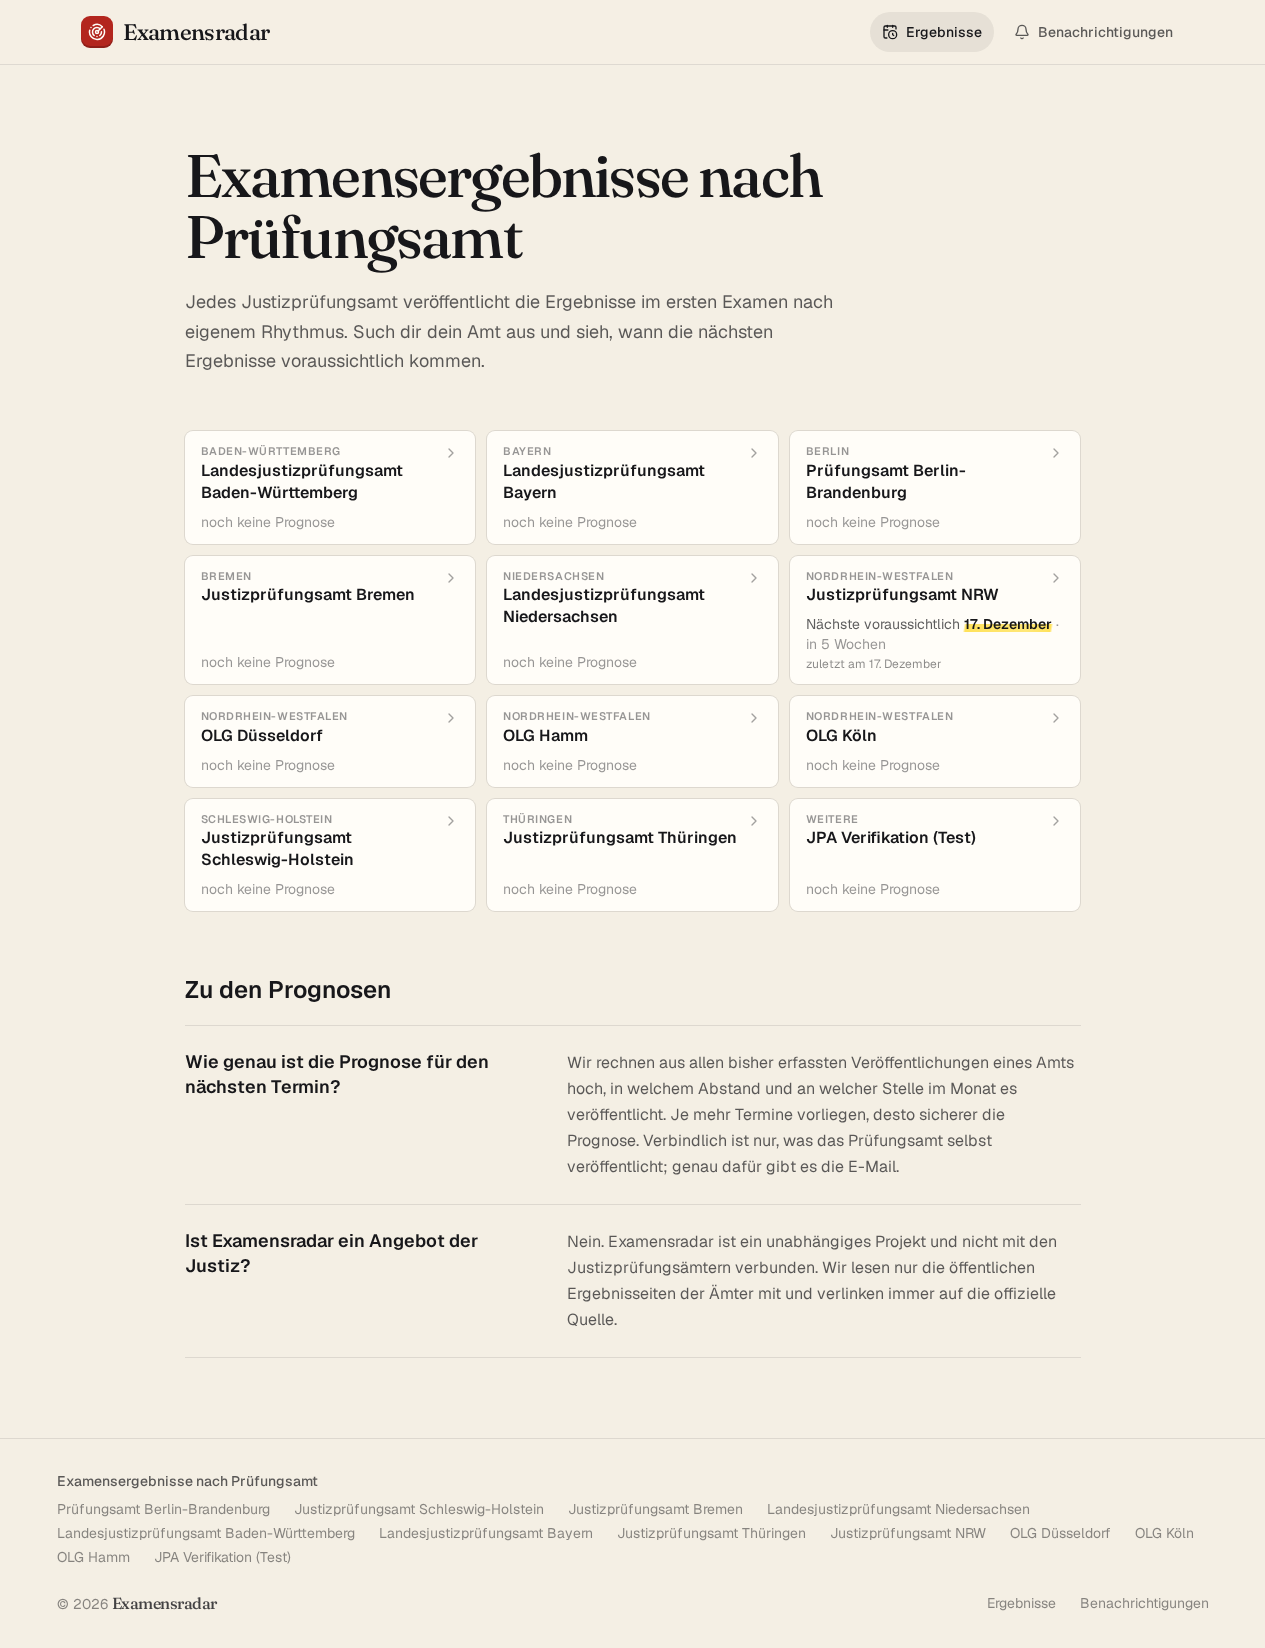 Examensradar
Ergebnisse
Benachrichtigungen
Examensergebnisse nach
Prüfungsamt
Jedes Justizprüfungsamt veröffentlicht die Ergebnisse im ersten Examen nach
eigenem Rhythmus. Such dir dein Amt aus und sieh, wann die nächsten
Ergebnisse voraussichtlich kommen.
BADEN-WÜRTTEMBERG
Landesjustizprüfungsamt
Baden-Württemberg
noch keine Prognose
BAYERN
Landesjustizprüfungsamt
Bayern
noch keine Prognose
BERLIN
Prüfungsamt Berlin-
Brandenburg
noch keine Prognose
BREMEN
Justizprüfungsamt Bremen
noch keine Prognose
NIEDERSACHSEN
Landesjustizprüfungsamt
Niedersachsen
noch keine Prognose
NORDRHEIN-WESTFALEN
Justizprüfungsamt NRW
Nächste voraussichtlich 17. Dezember ·
in 5 Wochen
zuletzt am 17. Dezember
NORDRHEIN-WESTFALEN
OLG Düsseldorf
noch keine Prognose
NORDRHEIN-WESTFALEN
OLG Hamm
noch keine Prognose
NORDRHEIN-WESTFALEN
OLG Köln
noch keine Prognose
SCHLESWIG-HOLSTEIN
Justizprüfungsamt
Schleswig-Holstein
noch keine Prognose
THÜRINGEN
Justizprüfungsamt Thüringen
noch keine Prognose
WEITERE
JPA Verifikation (Test)
noch keine Prognose
Zu den Prognosen
Wie genau ist die Prognose für den
nächsten Termin?
Wir rechnen aus allen bisher erfassten Veröffentlichungen eines Amts
hoch, in welchem Abstand und an welcher Stelle im Monat es
veröffentlicht. Je mehr Termine vorliegen, desto sicherer die
Prognose. Verbindlich ist nur, was das Prüfungsamt selbst
veröffentlicht; genau dafür gibt es die E-Mail.
Ist Examensradar ein Angebot der
Justiz?
Nein. Examensradar ist ein unabhängiges Projekt und nicht mit den
Justizprüfungsämtern verbunden. Wir lesen nur die öffentlichen
Ergebnisseiten der Ämter mit und verlinken immer auf die offizielle
Quelle.
Examensergebnisse nach Prüfungsamt
Prüfungsamt Berlin-Brandenburg Justizprüfungsamt Schleswig-Holstein Justizprüfungsamt Bremen Landesjustizprüfungsamt Niedersachsen
Landesjustizprüfungsamt Baden-Württemberg Landesjustizprüfungsamt Bayern Justizprüfungsamt Thüringen Justizprüfungsamt NRW OLG Düsseldorf OLG Köln
OLG Hamm JPA Verifikation (Test)
© 2026 Examensradar
Ergebnisse Benachrichtigungen